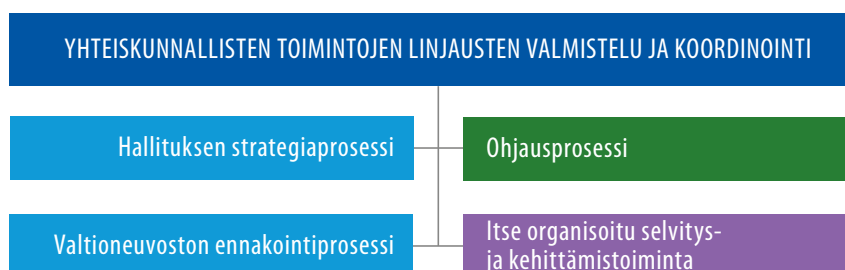 YHTEISKUNNALLISTEN TOIMINTOJEN LINJAUSTEN VALMISTELU JA KOORDINOINTI
Hallituksen strategiaprosessi
Ohjausprosessi
Valtioneuvoston ennakointiprosessi
Itse organisoitu selvitys-
ja kehittämistoiminta